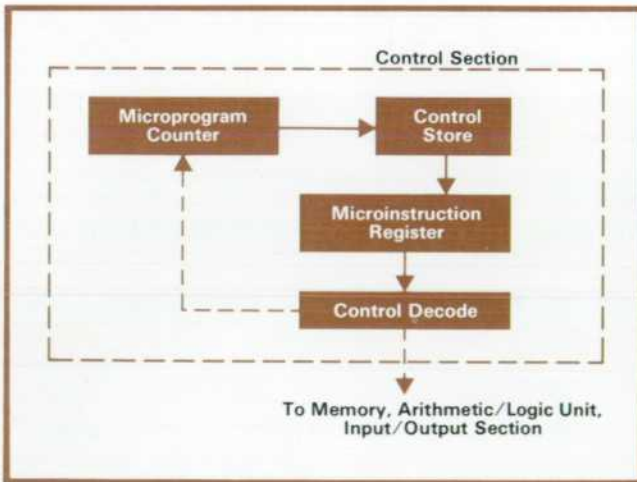 Control Section
Microprogram
Counter
Control
Store
Microinstruction
Register
Control Decode
To Memory, Arithmetic/Logic Unit,
Input/Output Section